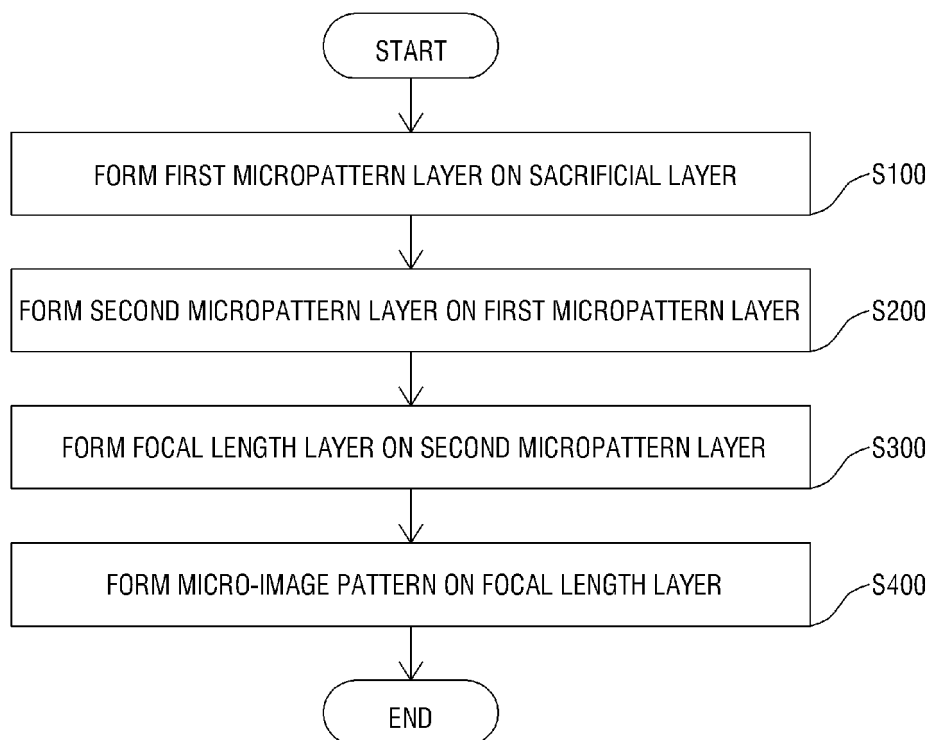 START
FORM FIRST MICROPATTERN LAYER ON SACRIFICIAL LAYER
S100
FORM SECOND MICROPATTERN LAYER ON FIRST MICROPATTERN LAYER
S200
FORM FOCAL LENGTH LAYER ON SECOND MICROPATTERN LAYER
S300
FORM MICRO-IMAGE PATTERN ON FOCAL LENGTH LAYER
S400
END